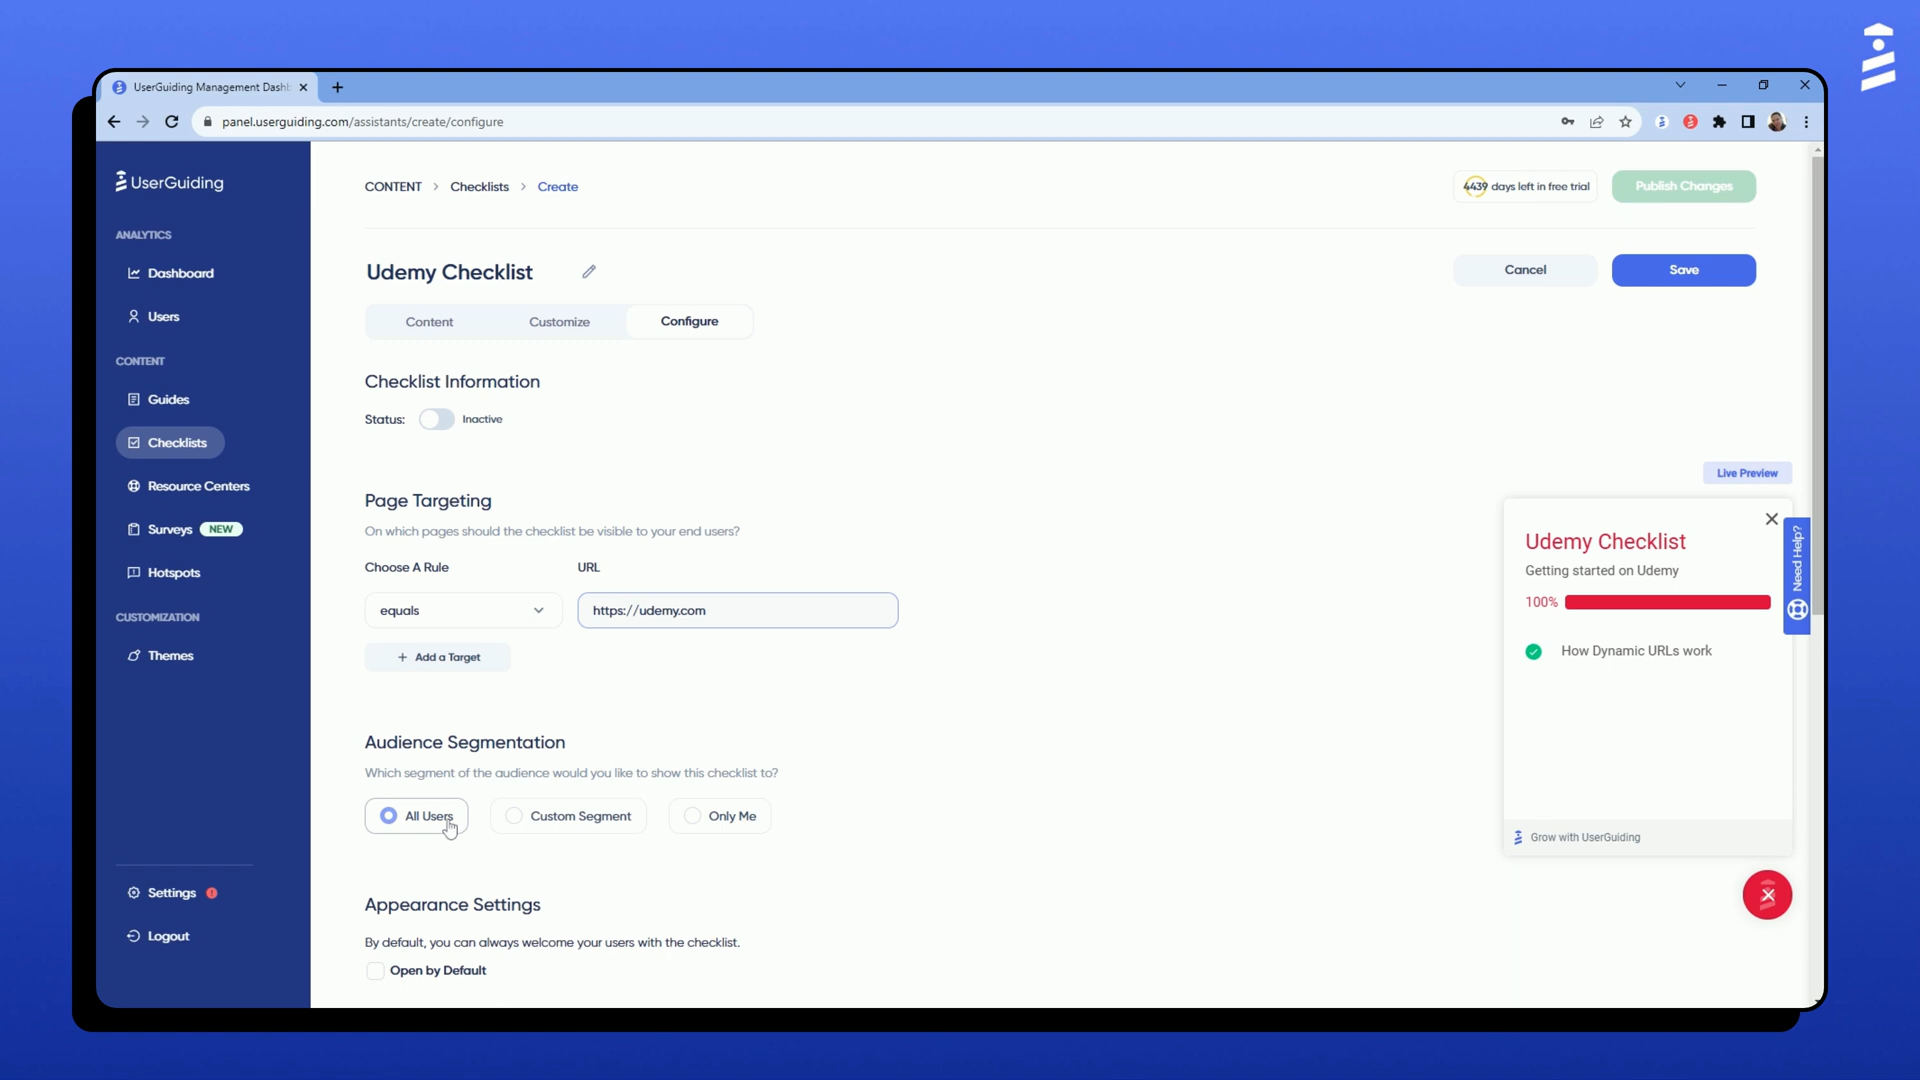 UserGuiding Management Dashb
panel.userguiding.com/assistants/create/configure
UserGuiding
ANALYTICS
Dashboard
Users
CONTENT
Guides
Checklists
Resource Centers
Surveys NEW
Hotspots
CUSTOMIZATION
Themes
Settings
Logout
CONTENT > Checklists > Create
4439 days left in free trial
Publish Changes
Udemy Checklist
Cancel
Save
Content
Customize
Configure
Checklist Information
Status: Inactive
Page Targeting
On which pages should the checklist be visible to your end users?
Choose A Rule
URL
equals
https://udemy.com
+ Add a Target
Audience Segmentation
Which segment of the audience would you like to show this checklist to?
All Users
Custom Segment
Only Me
Appearance Settings
By default, you can always welcome your users with the checklist.
Open by Default
Live Preview
Udemy Checklist
Getting started on Udemy
100%
How Dynamic URLs work
Grow with UserGuiding
Need Help?